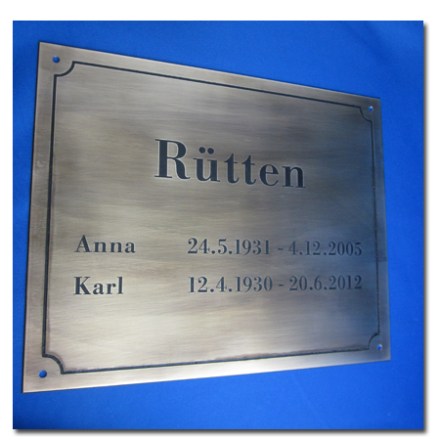 Rütten
Anna 24.5.1931 - 4.12.2005
Karl 12.4.1930 - 20.6.2012